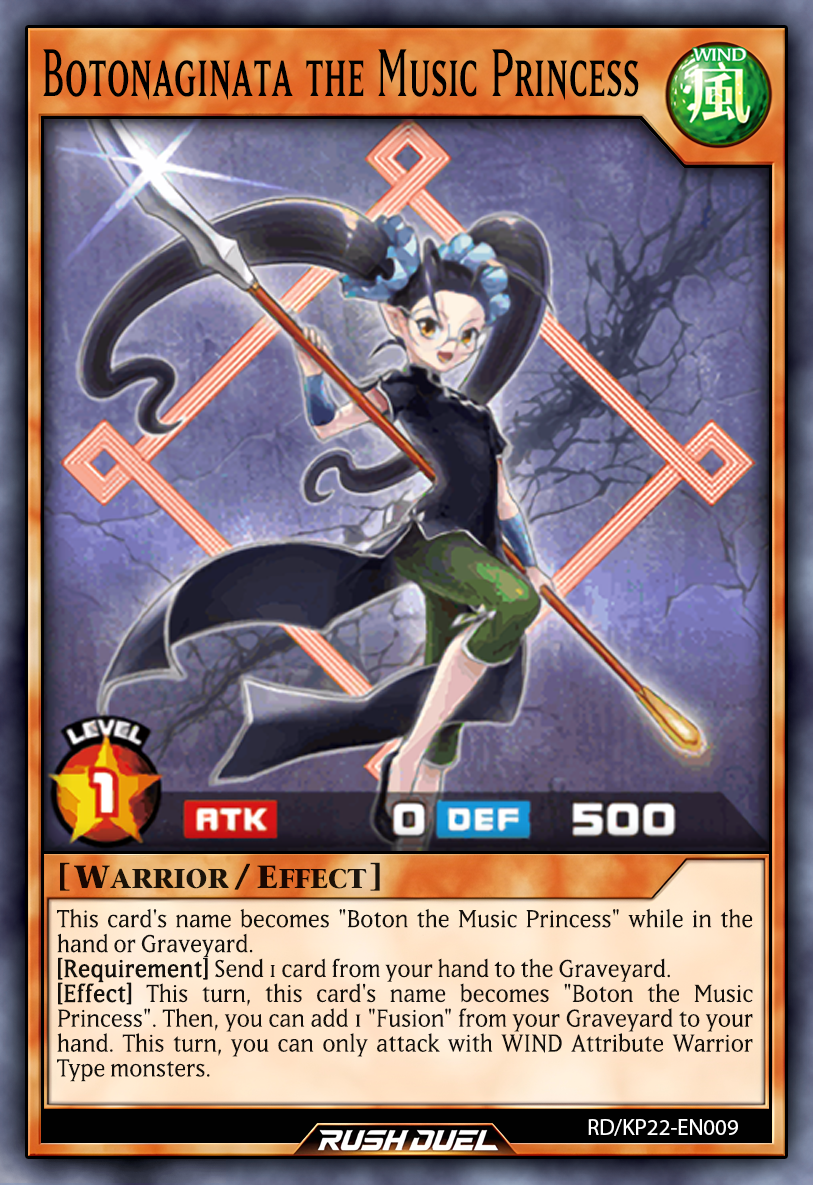 Botonaginata the Music Princess
WIND
風
LEVEL
1
ATK 0 DEF 500
[Warrior / Effect]
This card's name becomes "Boton the Music Princess" while in the
hand or Graveyard.
[Requirement] Send 1 card from your hand to the Graveyard.
[Effect] This turn, this card's name becomes "Boton the Music
Princess". Then, you can add 1 "Fusion" from your Graveyard to your
hand. This turn, you can only attack with WIND Attribute Warrior
Type monsters.
RD/KP22-EN009
RUSH DUEL